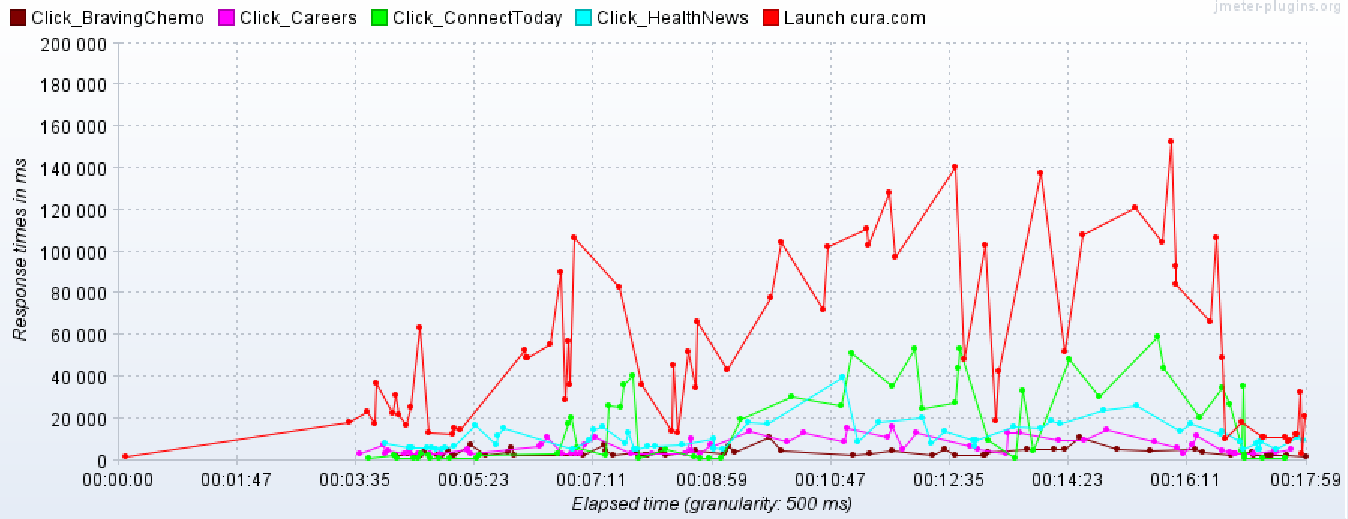 jmeter-plugins.org
Click_BravingChemo Click_Careers Click_ConnectToday Click_HealthNews Launch cura.com
200 000
180 000
160 000
140 000
120 000
100 000
80 000
60 000
40 000
20 000
0
Response times in ms
00:00:00 00:01:47 00:03:35 00:05:23 00:07:11 00:08:59 00:10:47 00:12:35 00:14:23 00:16:11 00:17:59
Elapsed time (granularity: 500 ms)